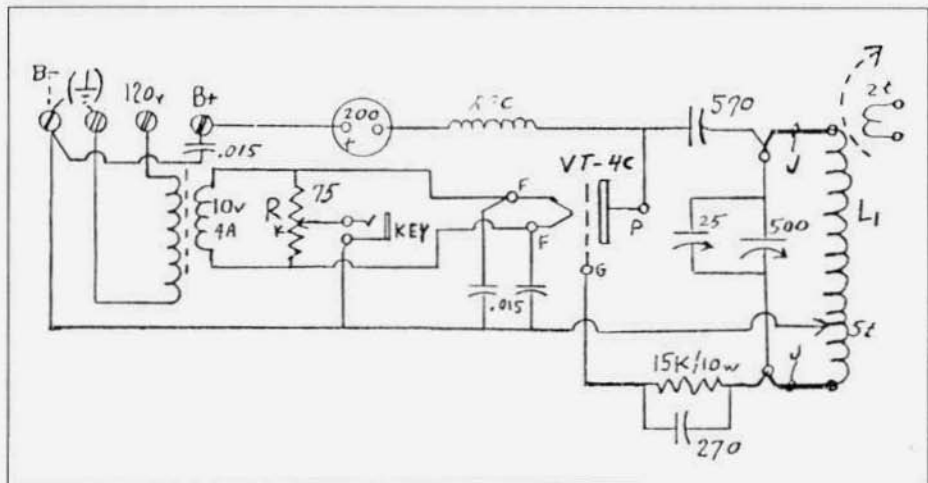 B-
(⏚)
120v
B+
200
+
.015
10v
4A
R
75
KEY
F
F
.015
VT-4C
P
G
570
25
500
2t
L1
5t
15K/10w
270
J
J